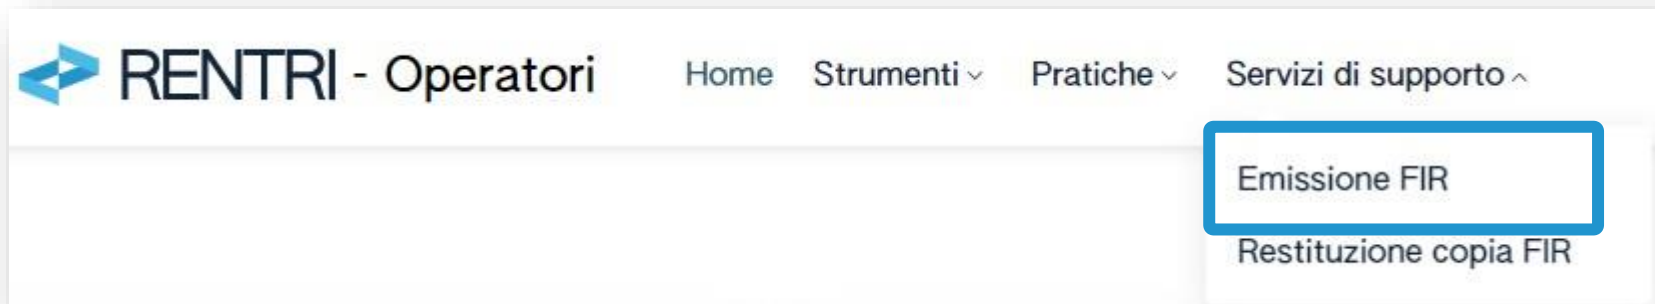 RENTRI - Operatori Home Strumenti Pratiche Servizi di supporto
Emissione FIR
Restituzione copia FIR